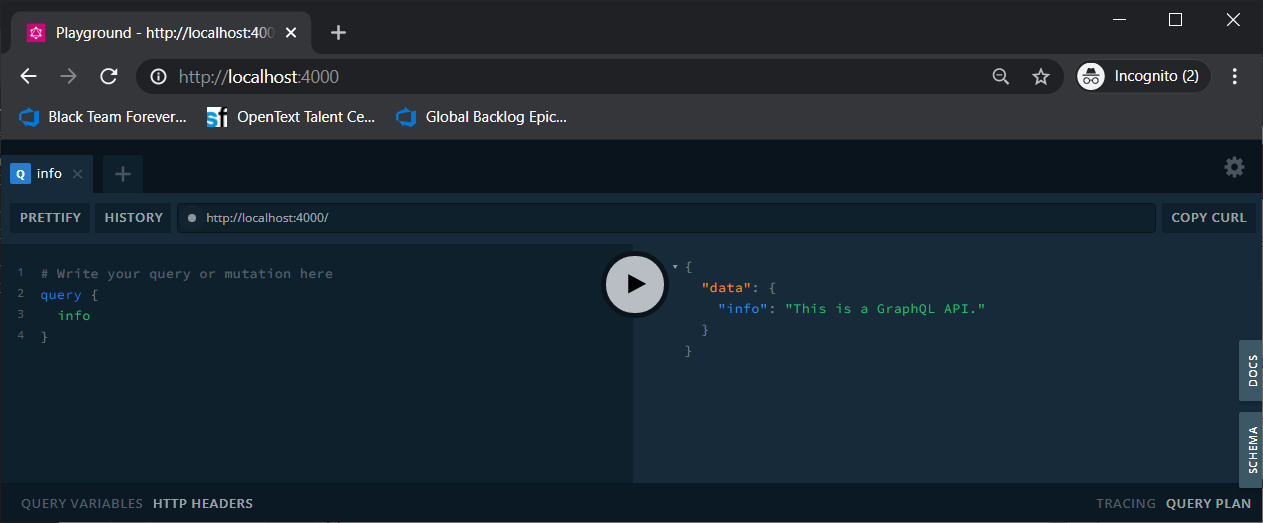 Playground - http://localhost:400
http://localhost:4000
Incognito (2)
Black Team Forever...
OpenText Talent Ce...
Global Backlog Epic...
Q info
PRETTIFY
HISTORY
http://localhost:4000/
COPY CURL
1 # Write your query or mutation here
2 query {
3   info
4 }
{
  "data": {
    "info": "This is a GraphQL API."
  }
}
DOCS
SCHEMA
QUERY VARIABLES HTTP HEADERS
TRACING QUERY PLAN